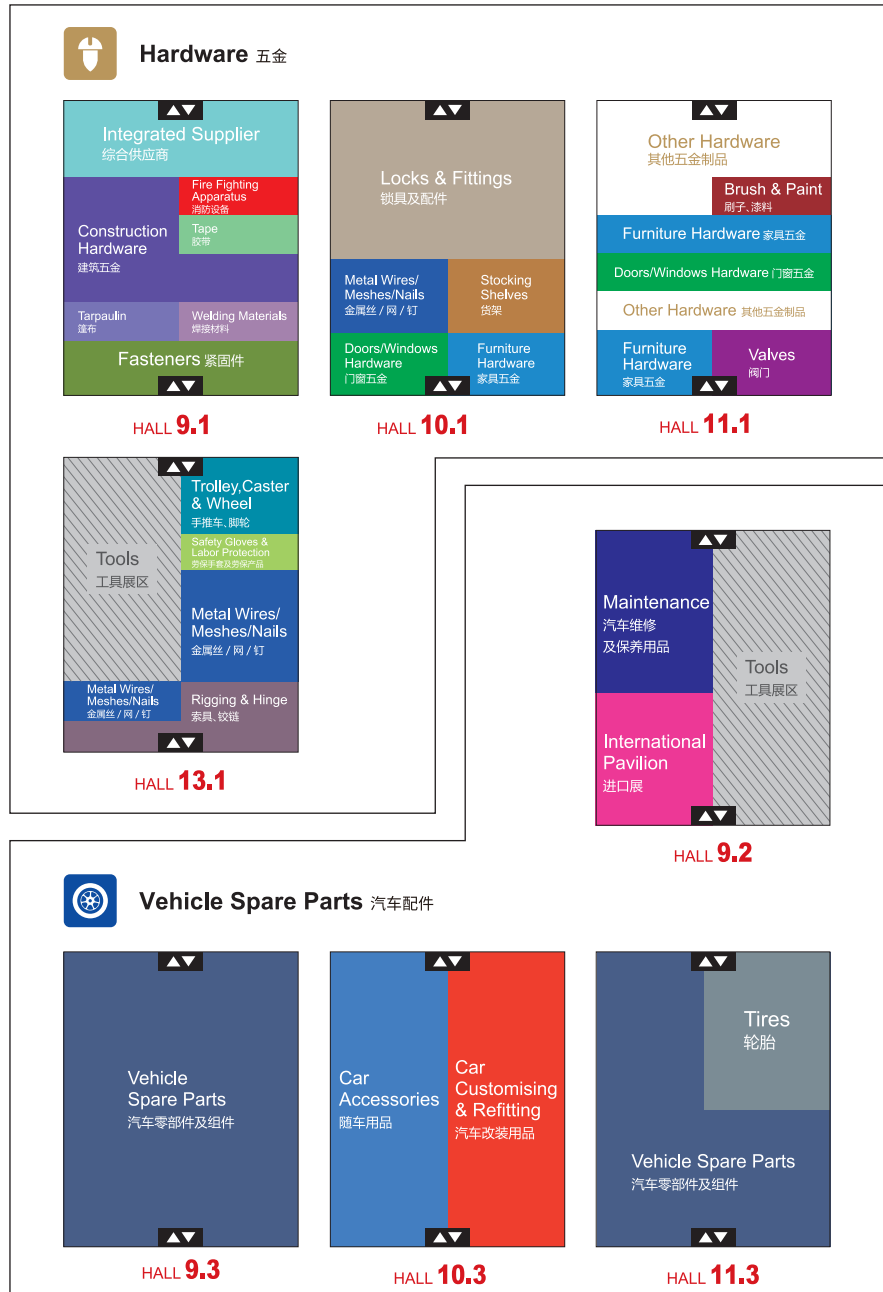 Hardware 五金
Integrated Supplier
综合供应商
Fire Fighting
Apparatus
消防设备
Construction
Hardware
建筑五金
Tape
胶带
Tarpaulin
篷布
Welding Materials
焊接材料
Fasteners 紧固件
HALL 9.1
Locks & Fittings
锁具及配件
Metal Wires/
Meshes/Nails
金属丝 / 网 / 钉
Stocking
Shelves
货架
Doors/Windows
Hardware
门窗五金
Furniture
Hardware
家具五金
HALL 10.1
Other Hardware
其他五金制品
Brush & Paint
刷子、漆料
Furniture Hardware 家具五金
Doors/Windows Hardware 门窗五金
Other Hardware 其他五金制品
Furniture
Hardware
家具五金
Valves
阀门
HALL 11.1
Tools
工具展区
Trolley,Caster
& Wheel
手推车、脚轮
Safety Gloves &
Labor Protection
劳保手套及劳保产品
Metal Wires/
Meshes/Nails
金属丝 / 网 / 钉
Metal Wires/
Meshes/Nails
金属丝 / 网 / 钉
Rigging & Hinge
索具、铰链
HALL 13.1
Maintenance
汽车维修
及保养用品
Tools
工具展区
International
Pavilion
进口展
HALL 9.2
Vehicle Spare Parts 汽车配件
Vehicle
Spare Parts
汽车零部件及组件
HALL 9.3
Car
Accessories
随车用品
Car
Customising
& Refitting
汽车改装用品
HALL 10.3
Tires
轮胎
Vehicle Spare Parts
汽车零部件及组件
HALL 11.3